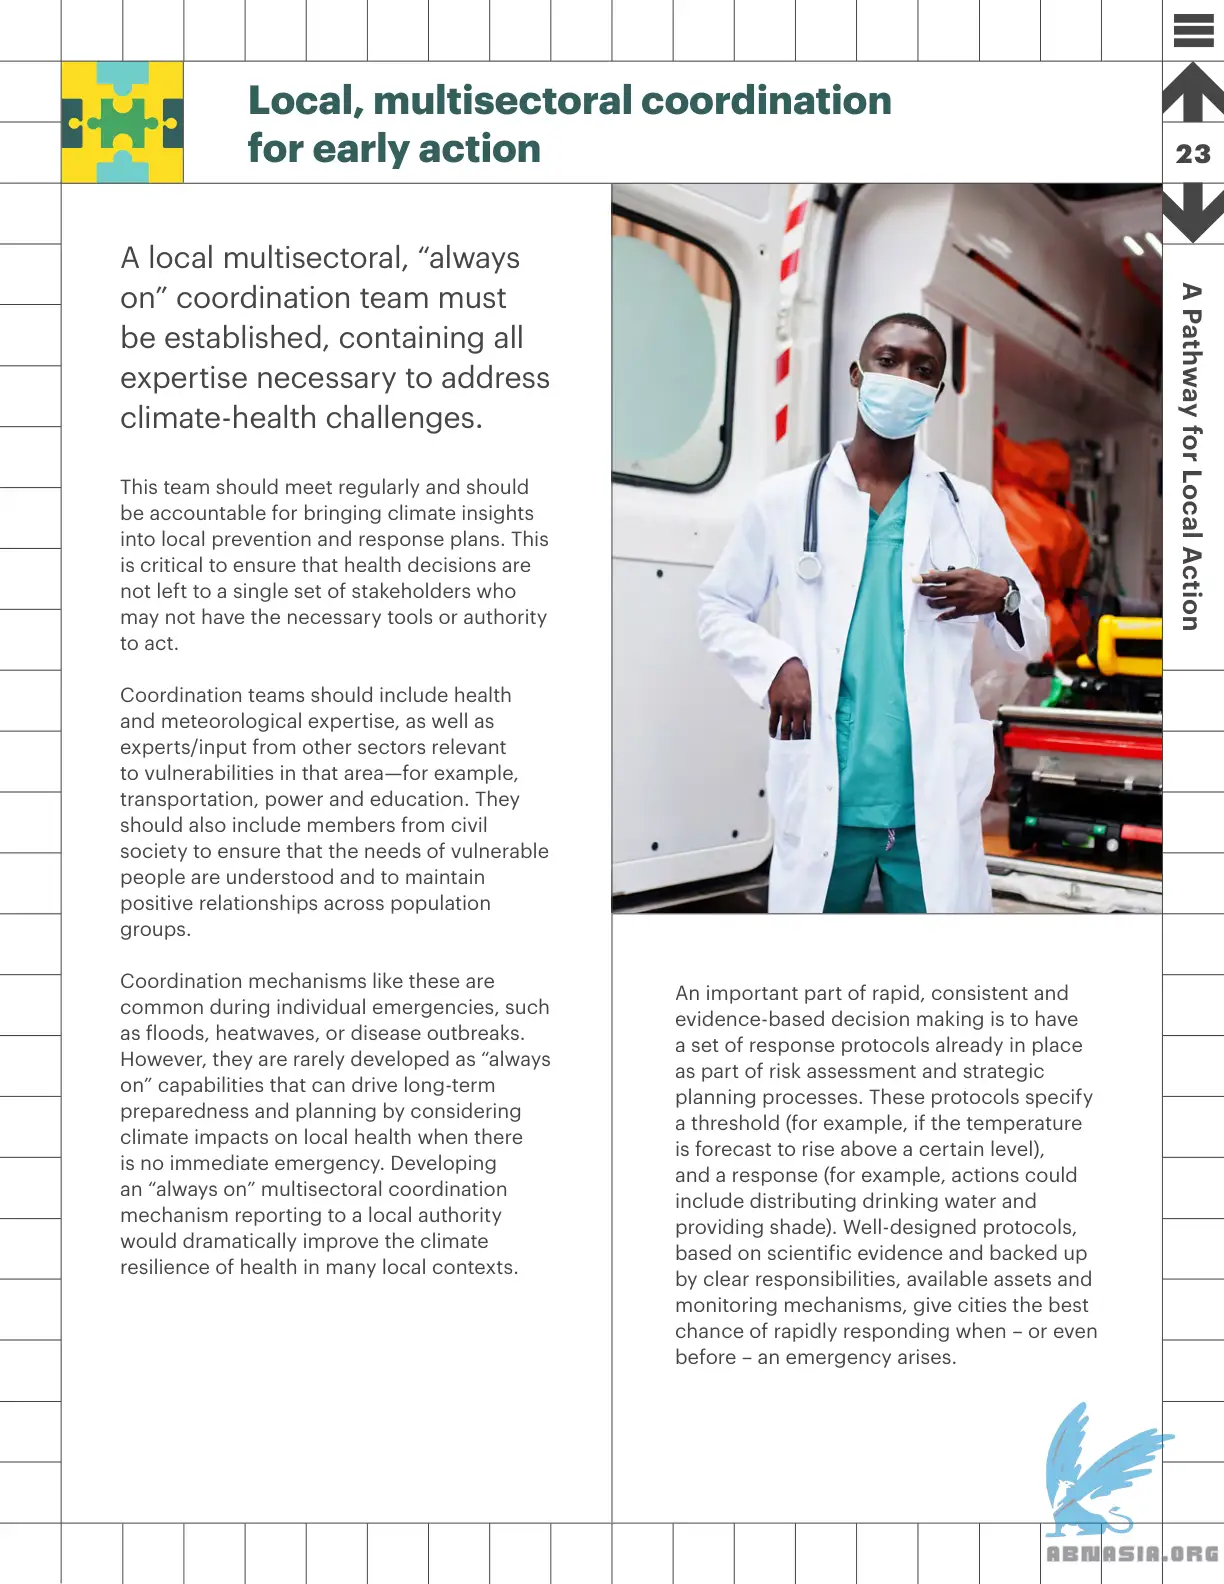 Local, multisectoral coordination
for early action
23
A Pathway for Local Action
A local multisectoral, “always
on” coordination team must
be established, containing all
expertise necessary to address
climate-health challenges.
This team should meet regularly and should
be accountable for bringing climate insights
into local prevention and response plans. This
is critical to ensure that health decisions are
not left to a single set of stakeholders who
may not have the necessary tools or authority
to act.
Coordination teams should include health
and meteorological expertise, as well as
experts/input from other sectors relevant
to vulnerabilities in that area—for example,
transportation, power and education. They
should also include members from civil
society to ensure that the needs of vulnerable
people are understood and to maintain
positive relationships across population
groups.
Coordination mechanisms like these are
common during individual emergencies, such
as floods, heatwaves, or disease outbreaks.
However, they are rarely developed as “always
on” capabilities that can drive long-term
preparedness and planning by considering
climate impacts on local health when there
is no immediate emergency. Developing
an “always on” multisectoral coordination
mechanism reporting to a local authority
would dramatically improve the climate
resilience of health in many local contexts.
An important part of rapid, consistent and
evidence-based decision making is to have
a set of response protocols already in place
as part of risk assessment and strategic
planning processes. These protocols specify
a threshold (for example, if the temperature
is forecast to rise above a certain level),
and a response (for example, actions could
include distributing drinking water and
providing shade). Well-designed protocols,
based on scientific evidence and backed up
by clear responsibilities, available assets and
monitoring mechanisms, give cities the best
chance of rapidly responding when – or even
before – an emergency arises.
ABNASIA.ORG